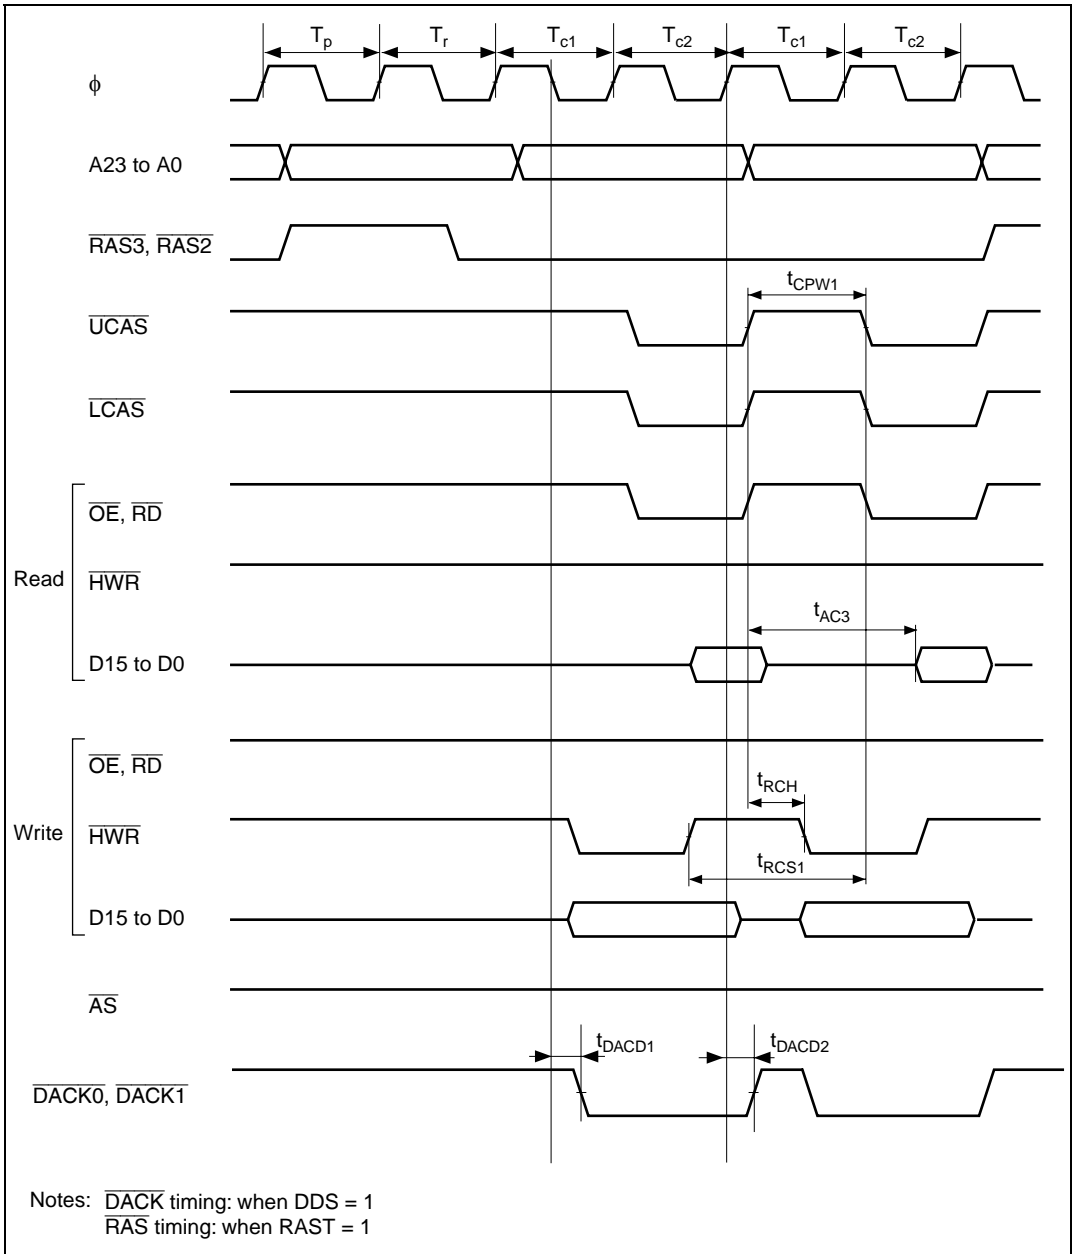 Tp Tr Tc1 Tc2 Tc1 Tc2
ϕ
A23 to A0
RAS3, RAS2
tCPW1
UCAS
LCAS
OE, RD
Read
HWR
tAC3
D15 to D0
OE, RD
tRCH
Write
HWR
tRCS1
D15 to D0
AS
tDACD1 tDACD2
DACK0, DACK1
Notes: DACK timing: when DDS = 1
RAS timing: when RAST = 1